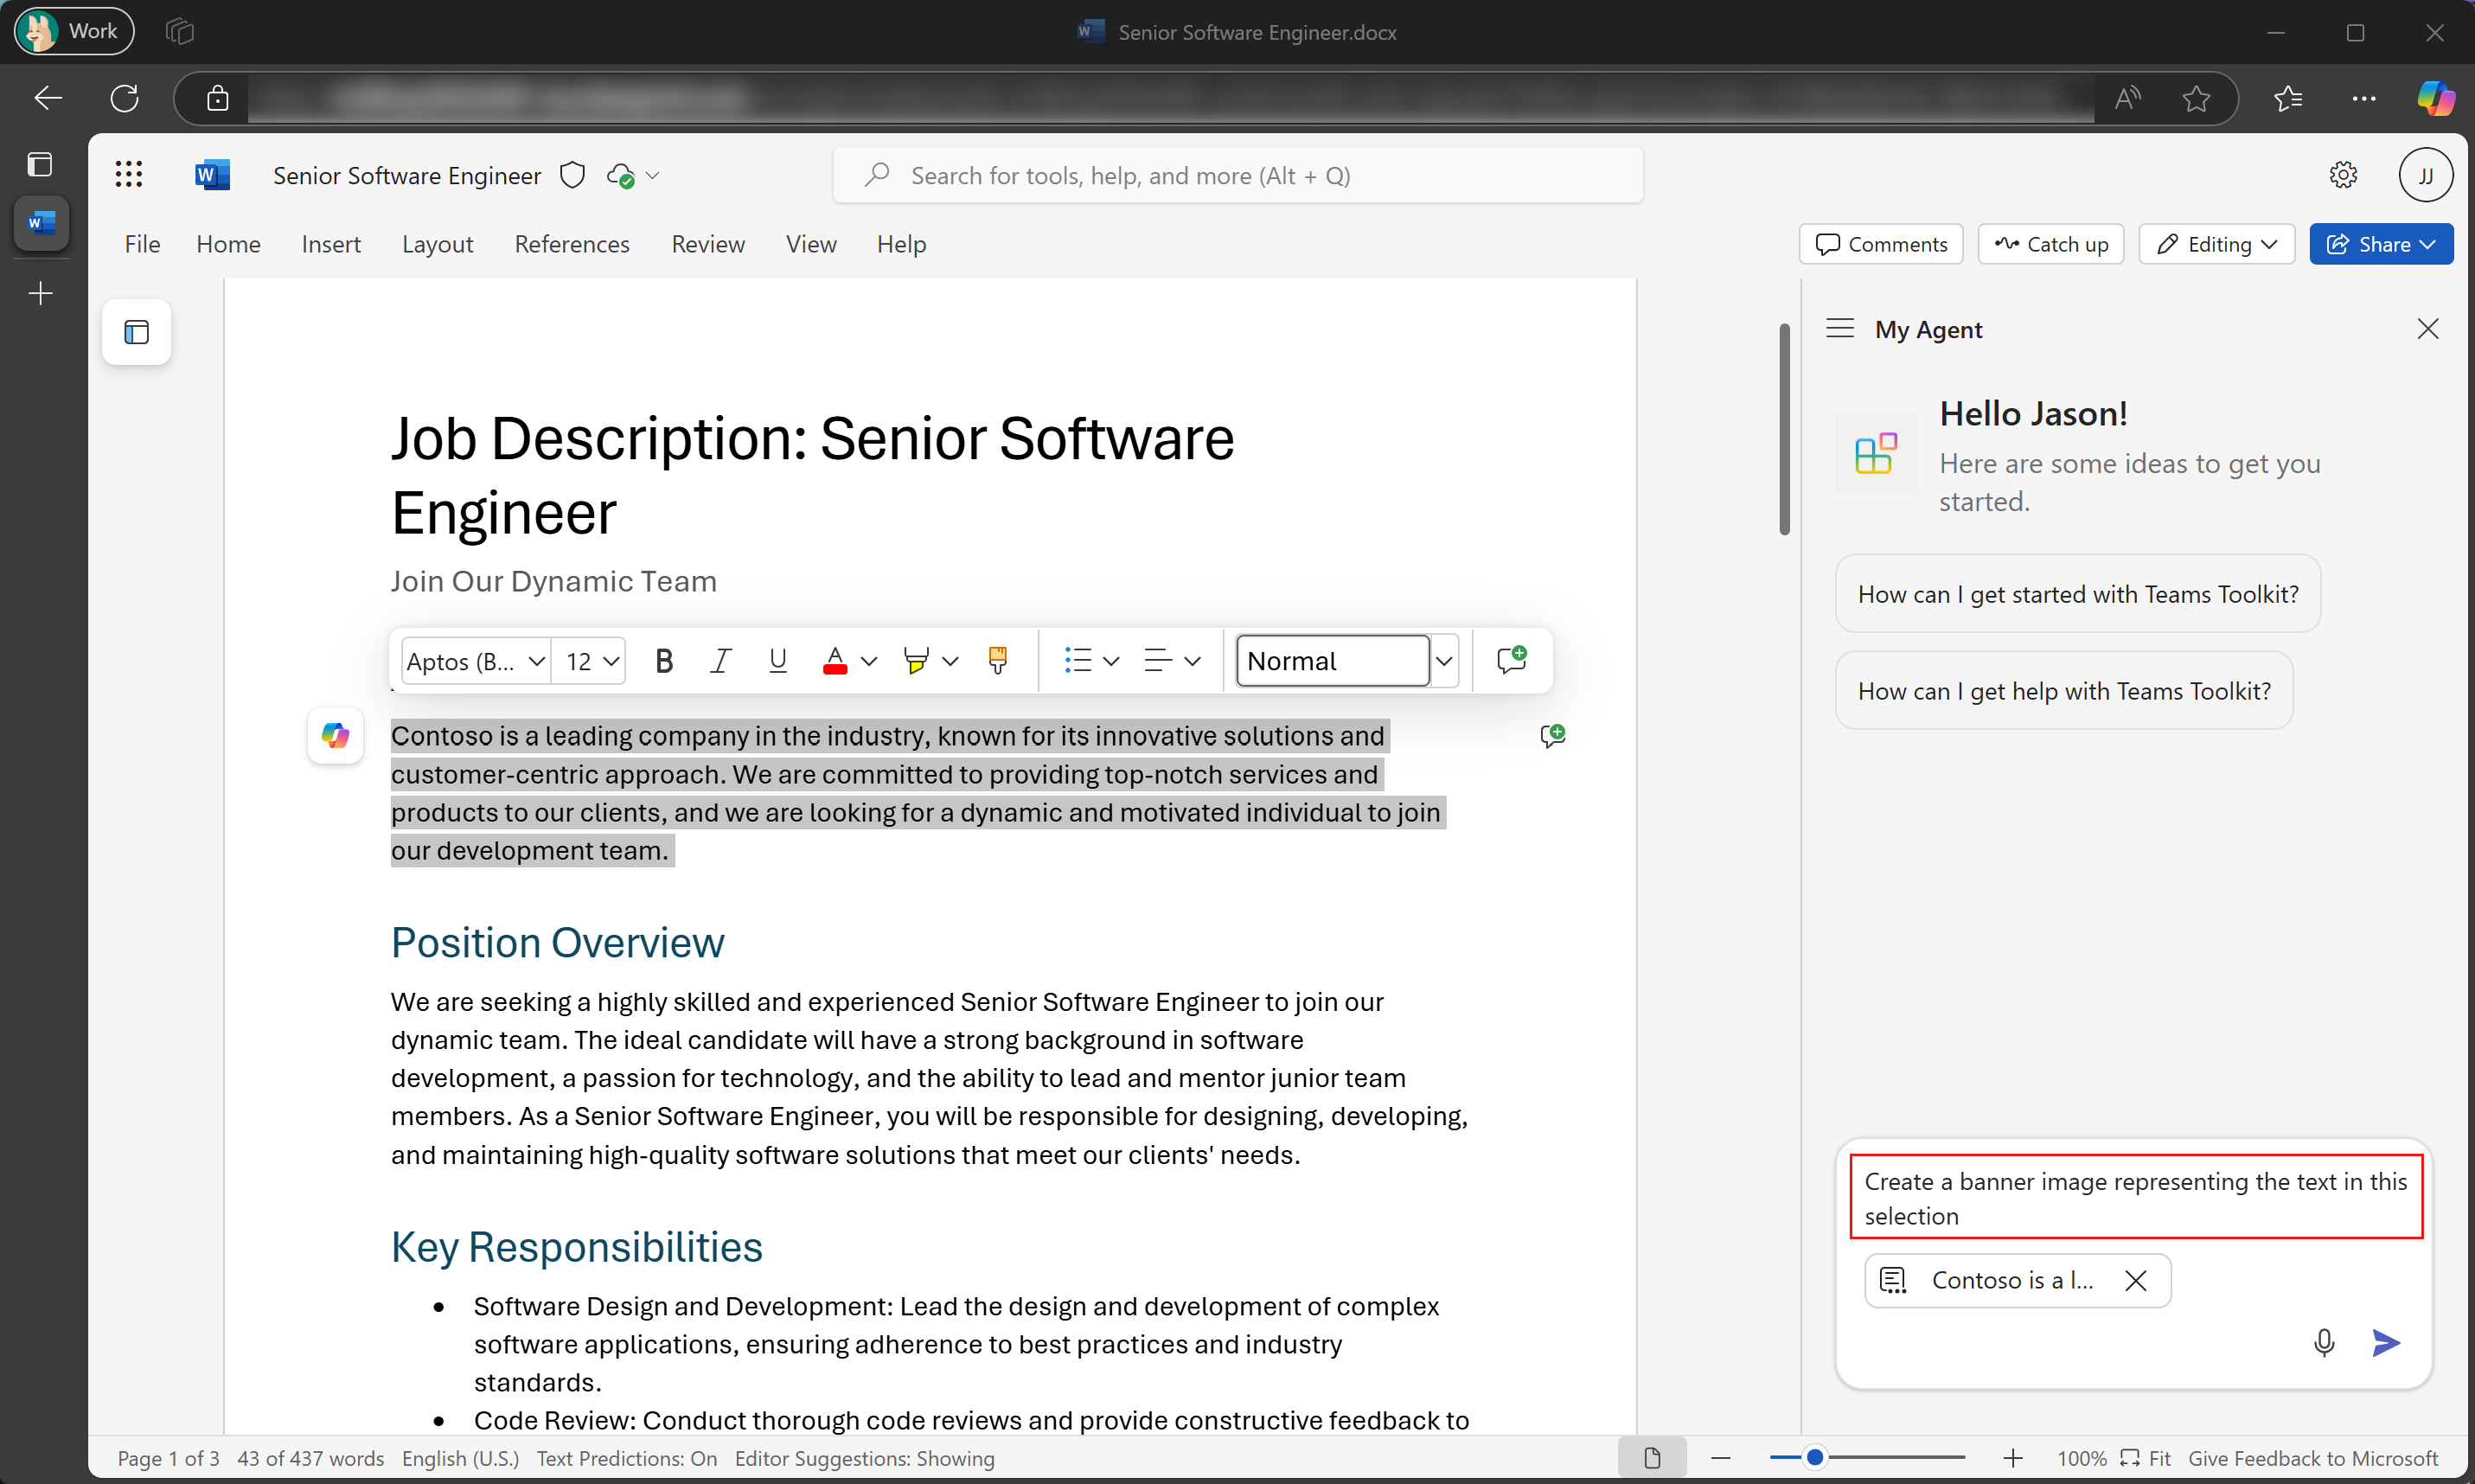 Work
Senior Software Engineer.docx
Senior Software Engineer
Search for tools, help, and more (Alt + Q)
JJ
File Home Insert Layout References Review View Help
Comments Catch up Editing Share
My Agent
Hello Jason!
Here are some ideas to get you
started.
How can I get started with Teams Toolkit?
How can I get help with Teams Toolkit?
Job Description: Senior Software
Engineer
Join Our Dynamic Team
Aptos (B... 12 B I U A Normal
Contoso is a leading company in the industry, known for its innovative solutions and
customer-centric approach. We are committed to providing top-notch services and
products to our clients, and we are looking for a dynamic and motivated individual to join
our development team.
Position Overview
We are seeking a highly skilled and experienced Senior Software Engineer to join our
dynamic team. The ideal candidate will have a strong background in software
development, a passion for technology, and the ability to lead and mentor junior team
members. As a Senior Software Engineer, you will be responsible for designing, developing,
and maintaining high-quality software solutions that meet our clients' needs.
Key Responsibilities
• Software Design and Development: Lead the design and development of complex
software applications, ensuring adherence to best practices and industry
standards.
• Code Review: Conduct thorough code reviews and provide constructive feedback to
Create a banner image representing the text in this
selection
Contoso is a l...
Page 1 of 3 43 of 437 words English (U.S.) Text Predictions: On Editor Suggestions: Showing
100% Fit Give Feedback to Microsoft